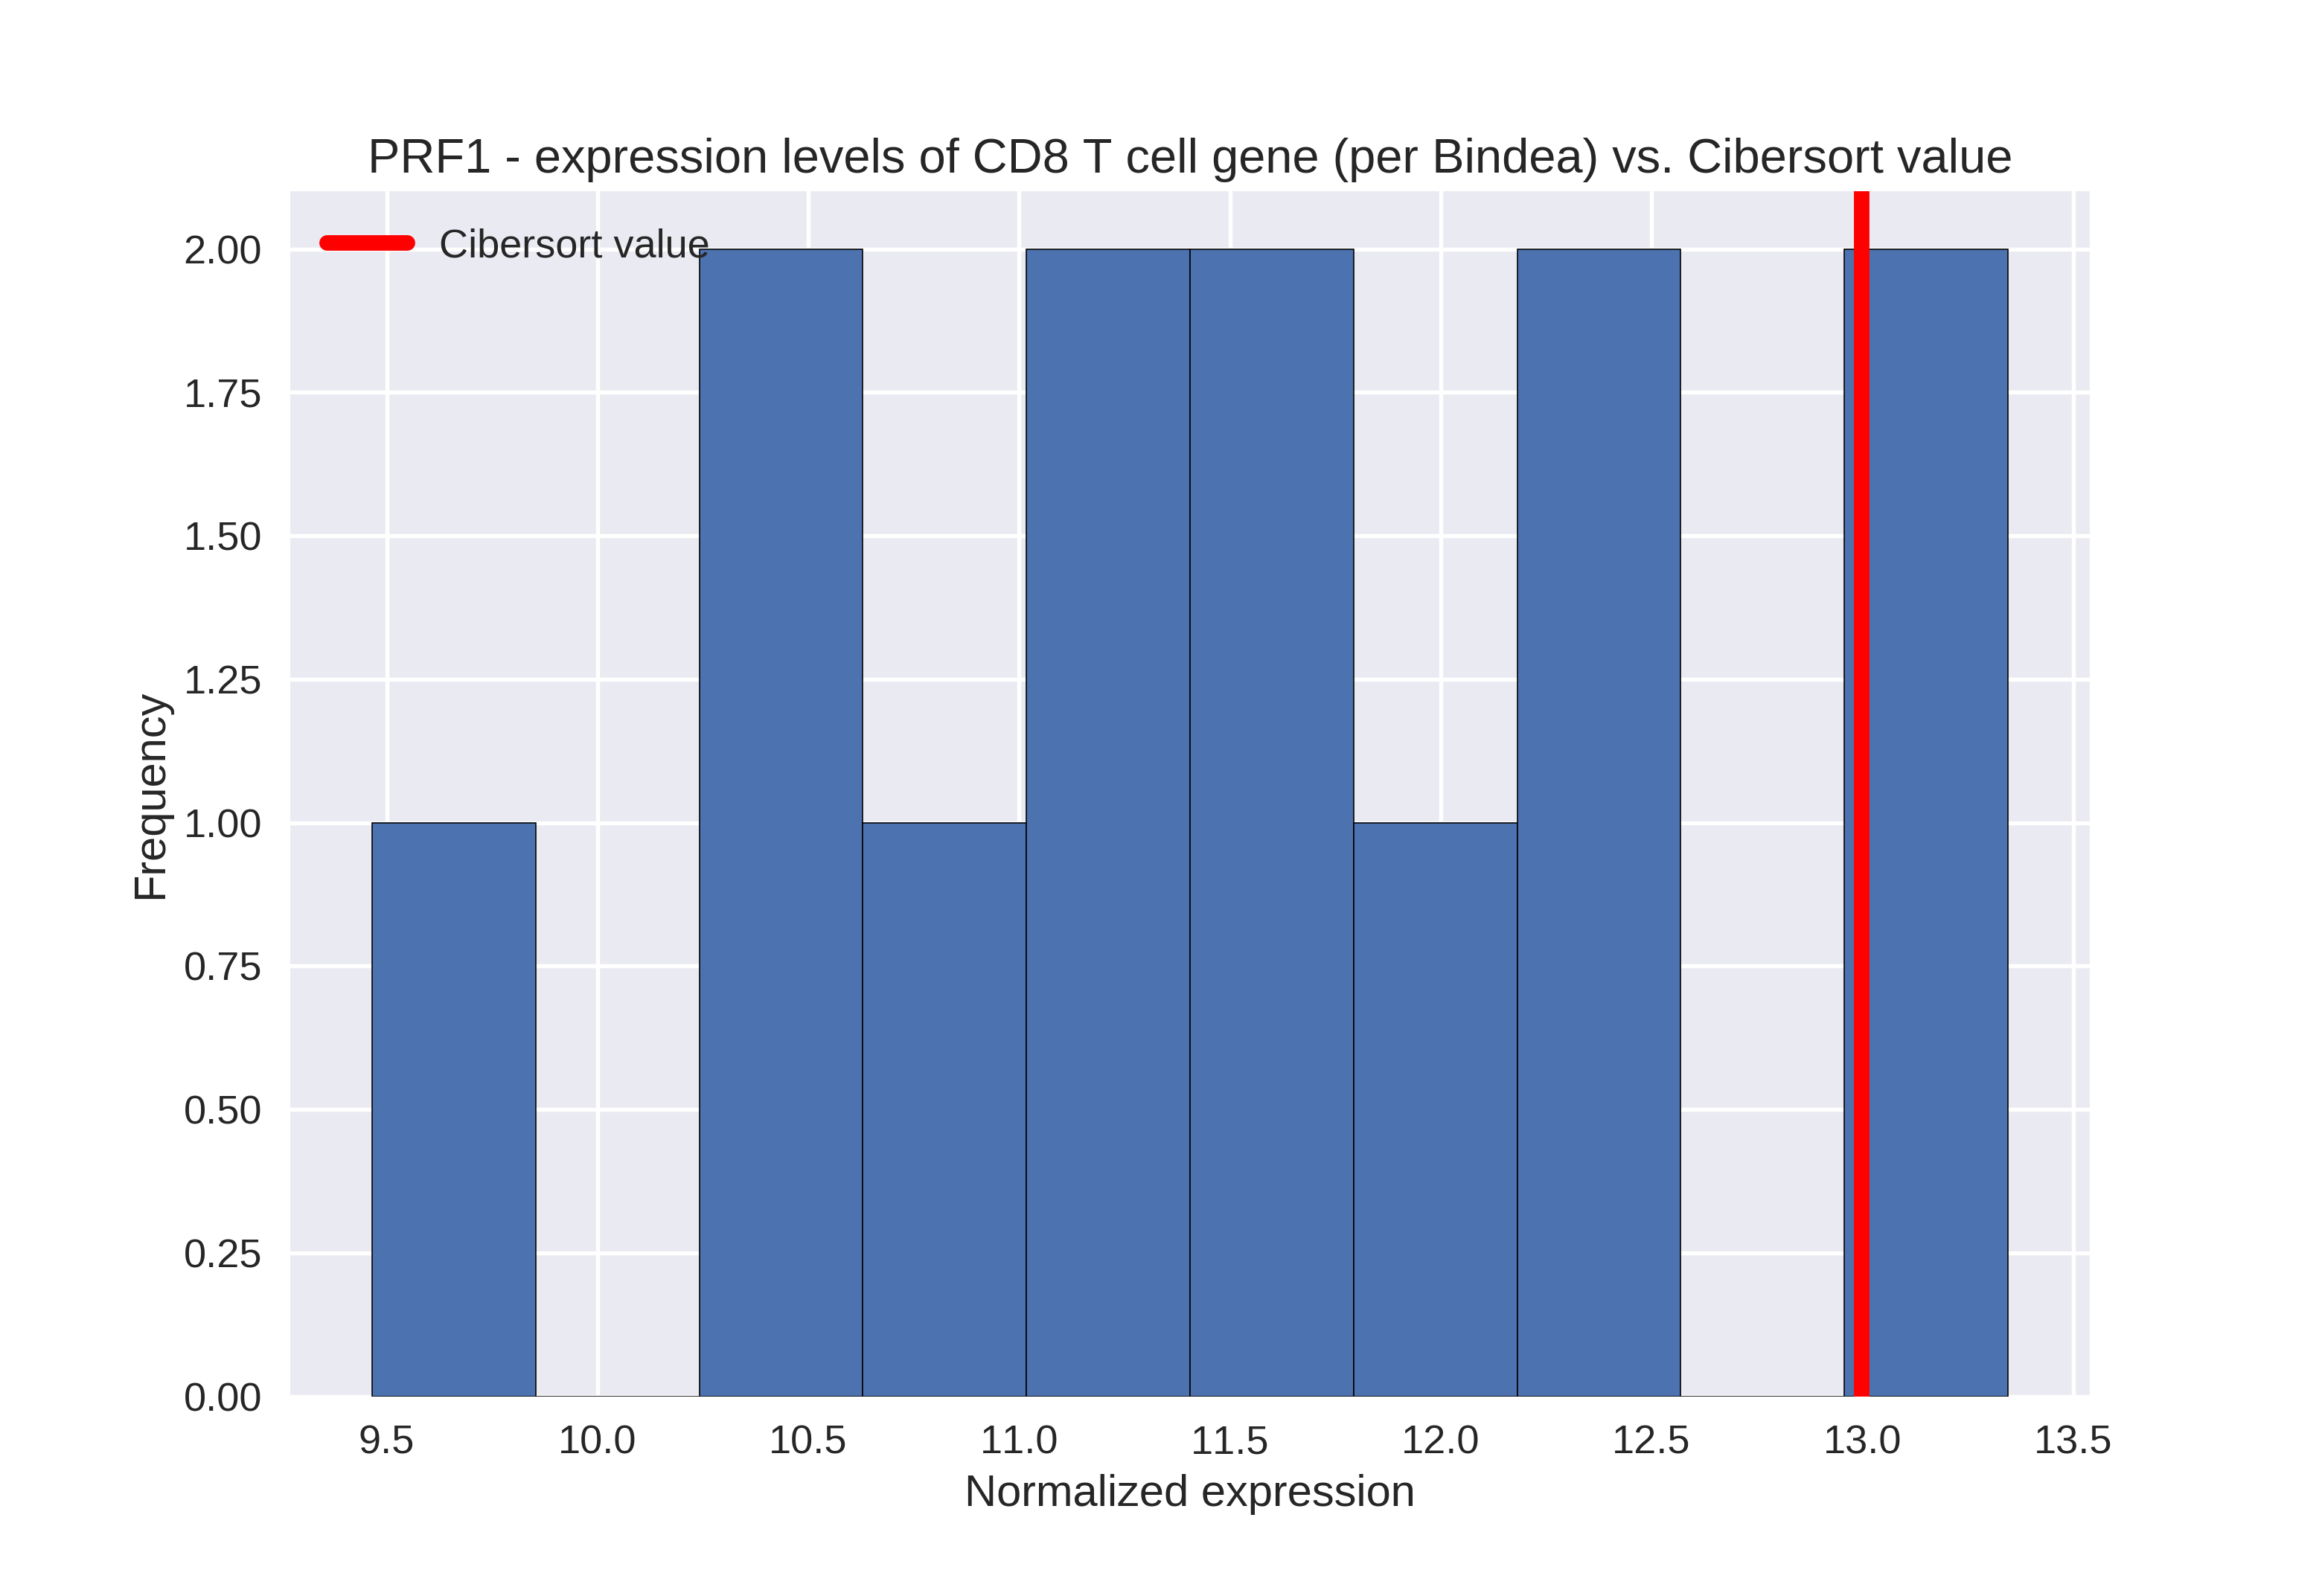 PRF1 - expression levels of CD8 T cell gene (per Bindea) vs. Cibersort value
Cibersort value
2.00
1.75
1.50
1.25
1.00
0.75
0.50
0.25
0.00
Frequency
9.5 10.0 10.5 11.0 11.5 12.0 12.5 13.0 13.5
Normalized expression